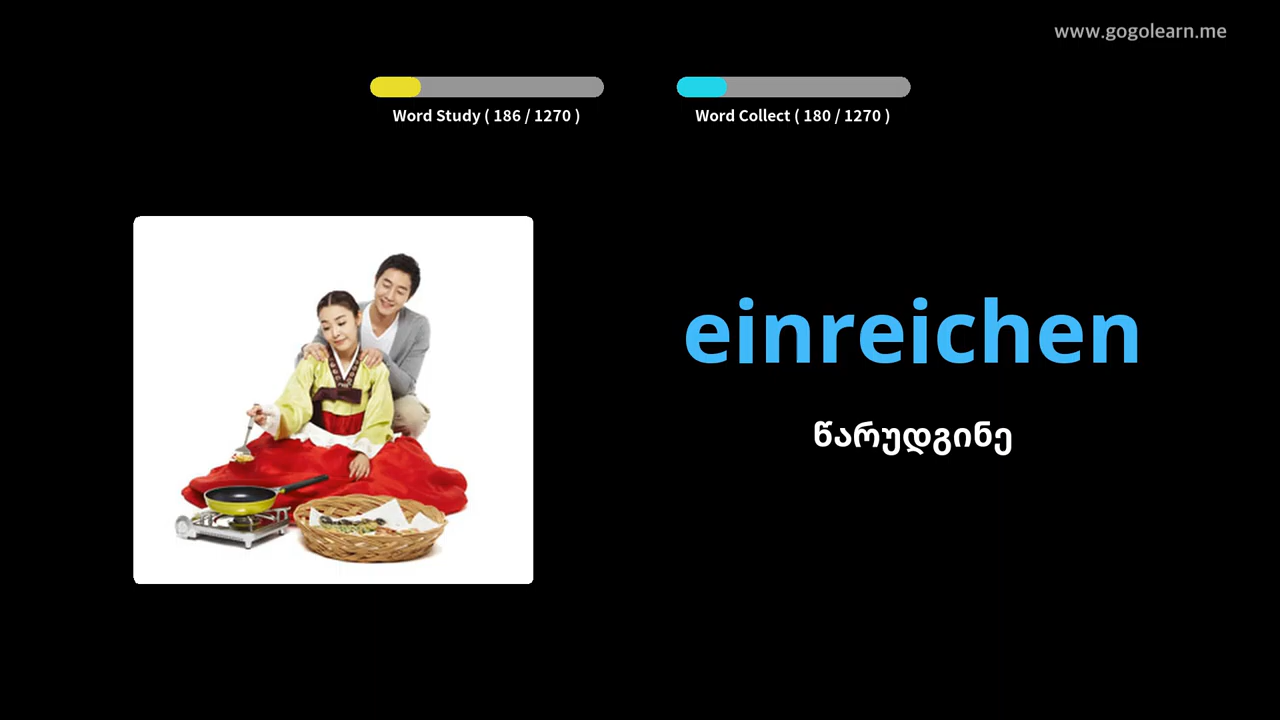 www.gogolearn.me
Word Study ( 186 / 1270 )
Word Collect ( 180 / 1270 )
einreichen
წარუდგინე